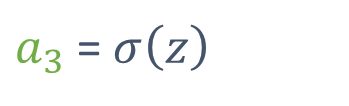 a₃ = σ(z)